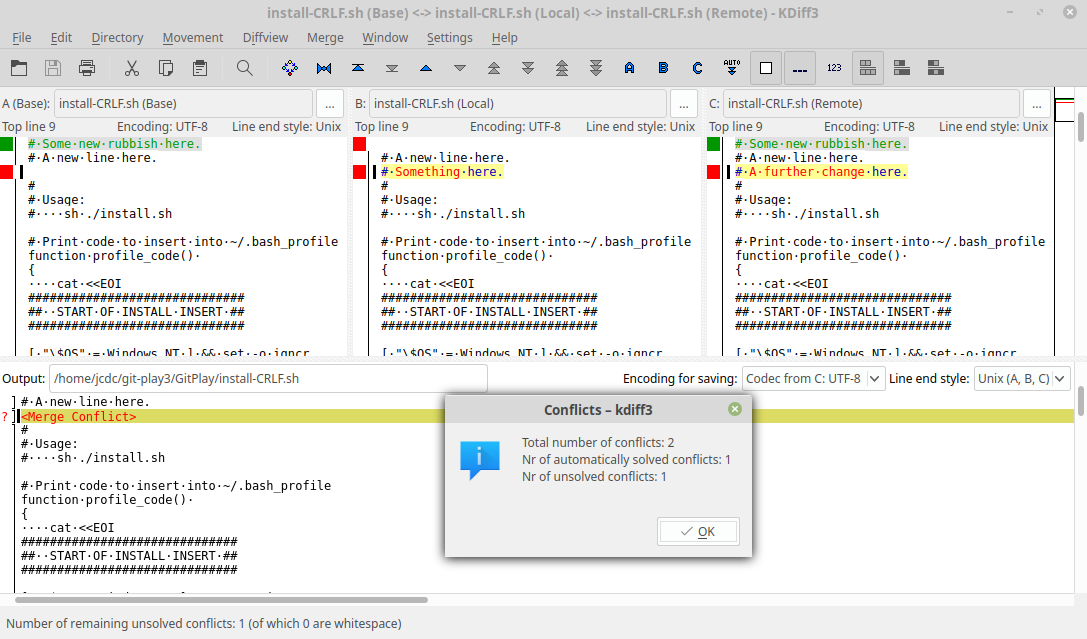 install-CRLF.sh (Base) <-> install-CRLF.sh (Local) <-> install-CRLF.sh (Remote) - KDiff3
File Edit Directory Movement Diffview Merge Window Settings Help
A B C AUTO 123
A (Base): install-CRLF.sh (Base) ...
Top line 9 Encoding: UTF-8 Line end style: Unix
#·Some·new·rubbish·here.
#·A·new·line·here.
#
#·Usage:
#····sh·./install.sh
#·Print·code·to·insert·into·~/.bash_profile
function·profile_code()·
{
····cat·<<EOI
##############################
##··START·OF·INSTALL·INSERT·##
##############################
[·"\$OS"·=·Windows_NT·]·&&·set·-o·igncr
B: install-CRLF.sh (Local) ...
Top line 9 Encoding: UTF-8 Line end style: Unix
#·A·new·line·here.
#·Something·here.
#
#·Usage:
#····sh·./install.sh
#·Print·code·to·insert·into·~/.bash_profile
function·profile_code()·
{
····cat·<<EOI
##############################
##··START·OF·INSTALL·INSERT·##
##############################
[·"\$OS"·=·Windows_NT·]·&&·set·-o·igncr
C: install-CRLF.sh (Remote) ...
Top line 9 Encoding: UTF-8 Line end style: Unix
#·Some·new·rubbish·here.
#·A·new·line·here.
#·A·further·change·here.
#
#·Usage:
#····sh·./install.sh
#·Print·code·to·insert·into·~/.bash_profile
function·profile_code()·
{
····cat·<<EOI
##############################
##··START·OF·INSTALL·INSERT·##
##############################
[·"\$OS"·=·Windows_NT·]·&&·set·-o·igncr
Output: /home/jcdc/git-play3/GitPlay/install-CRLF.sh Encoding for saving: Codec from C: UTF-8 Line end style: Unix (A, B, C)
#·A·new·line·here.
? <Merge Conflict>
#
#·Usage:
#····sh·./install.sh
#·Print·code·to·insert·into·~/.bash_profile
function·profile_code()·
{
····cat·<<EOI
##############################
##··START·OF·INSTALL·INSERT·##
##############################
Conflicts – kdiff3
Total number of conflicts: 2
Nr of automatically solved conflicts: 1
Nr of unsolved conflicts: 1
OK
Number of remaining unsolved conflicts: 1 (of which 0 are whitespace)